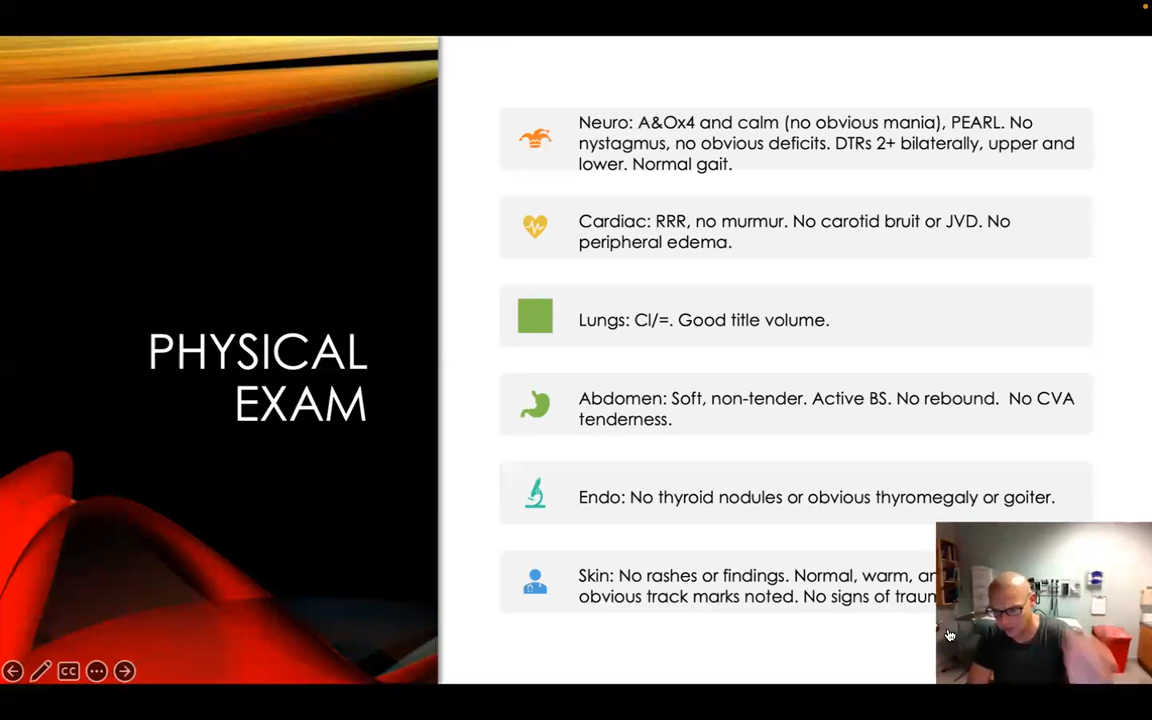 PHYSICAL
EXAM
Neuro: A&Ox4 and calm (no obvious mania), PEARL. No
nystagmus, no obvious deficits. DTRs 2+ bilaterally, upper and
lower. Normal gait.
Cardiac: RRR, no murmur. No carotid bruit or JVD. No
peripheral edema.
Lungs: Cl/=. Good title volume.
Abdomen: Soft, non-tender. Active BS. No rebound.  No CVA
tenderness.
Endo: No thyroid nodules or obvious thyromegaly or goiter.
Skin: No rashes or findings. Normal, warm,
obvious track marks noted. No signs of
CC